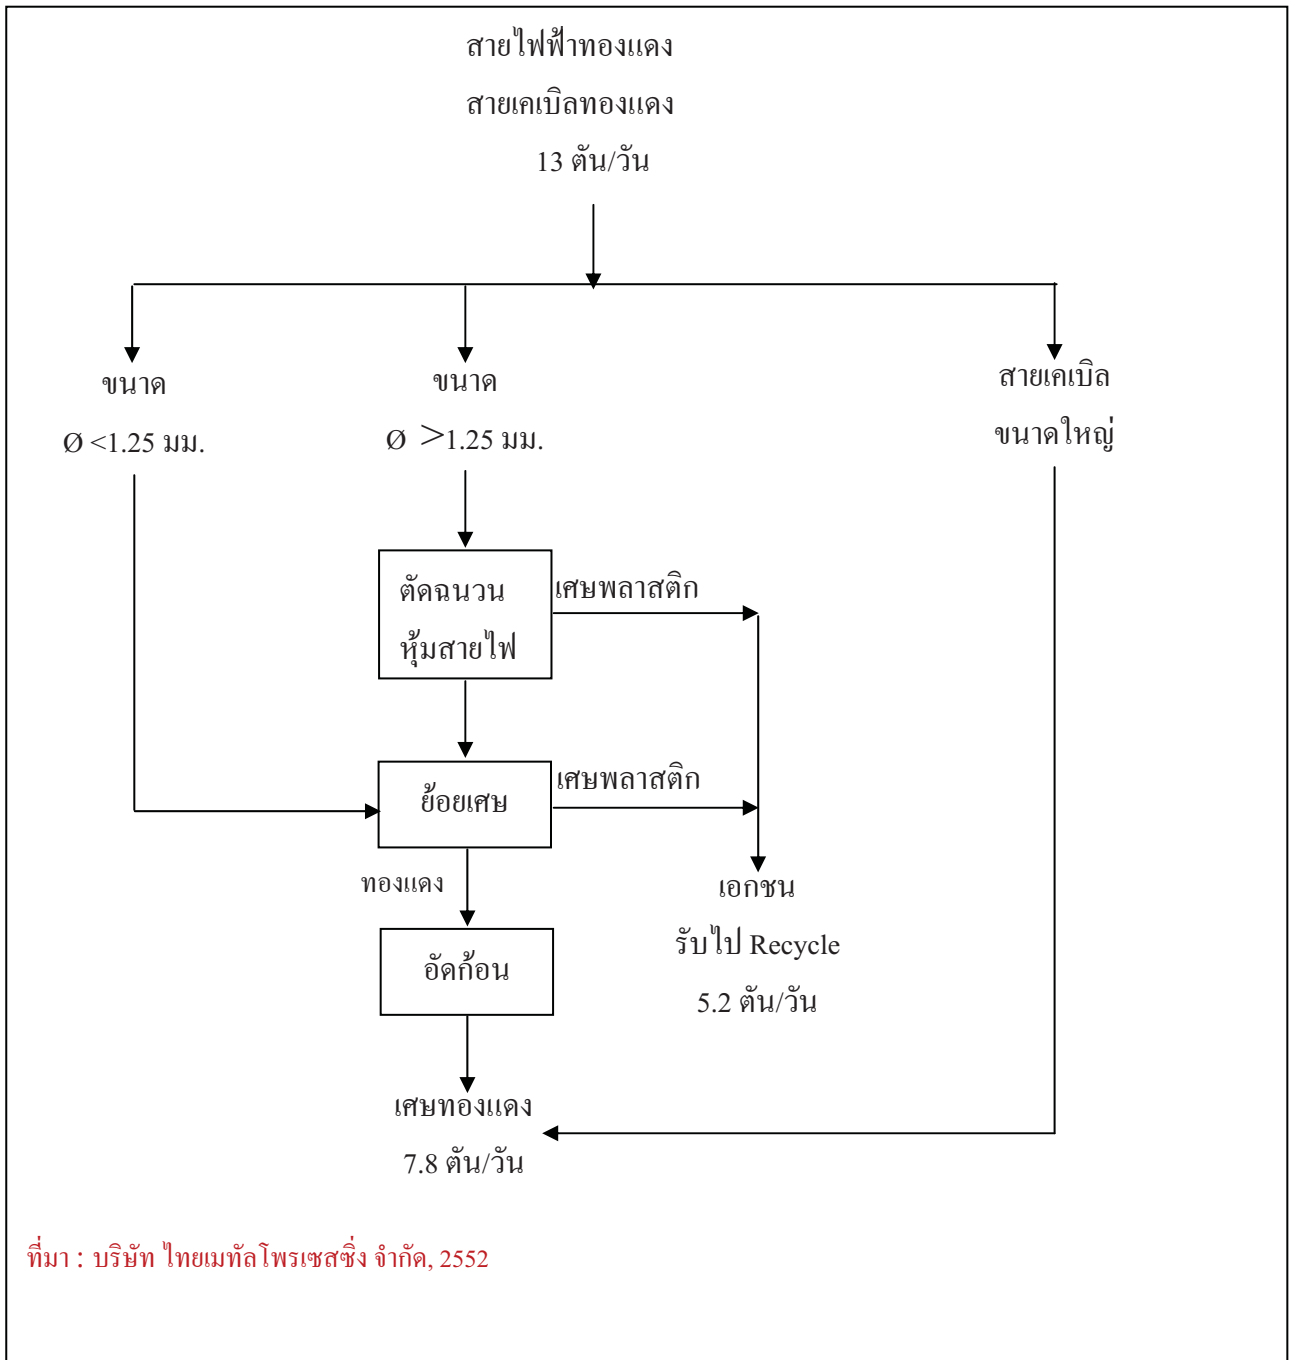 สายไฟฟ้าทองแดง
สายเคเบิลทองแดง
13 ตัน/วัน
ขนาด
Ø <1.25 มม.
ขนาด
Ø >1.25 มม.
สายเคเบิล
ขนาดใหญ่
ตัดฉนวน
หุ้มสายไฟ
เศษพลาสติก
ย้อยเศษ
เศษพลาสติก
ทองแดง
อัดก้อน
เอกชน
รับไป Recycle
5.2 ตัน/วัน
เศษทองแดง
7.8 ตัน/วัน
ที่มา : บริษัท ไทยเมทัลโพรเซสซิ่ง จำกัด, 2552